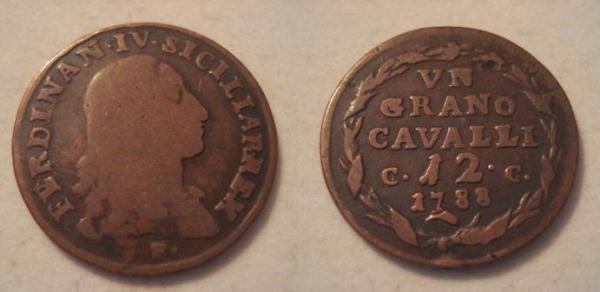 FERDINAN·IV·SICILIAR·REX
P.
VN
GRANO
CAVALLI
C. 12. C.
1788